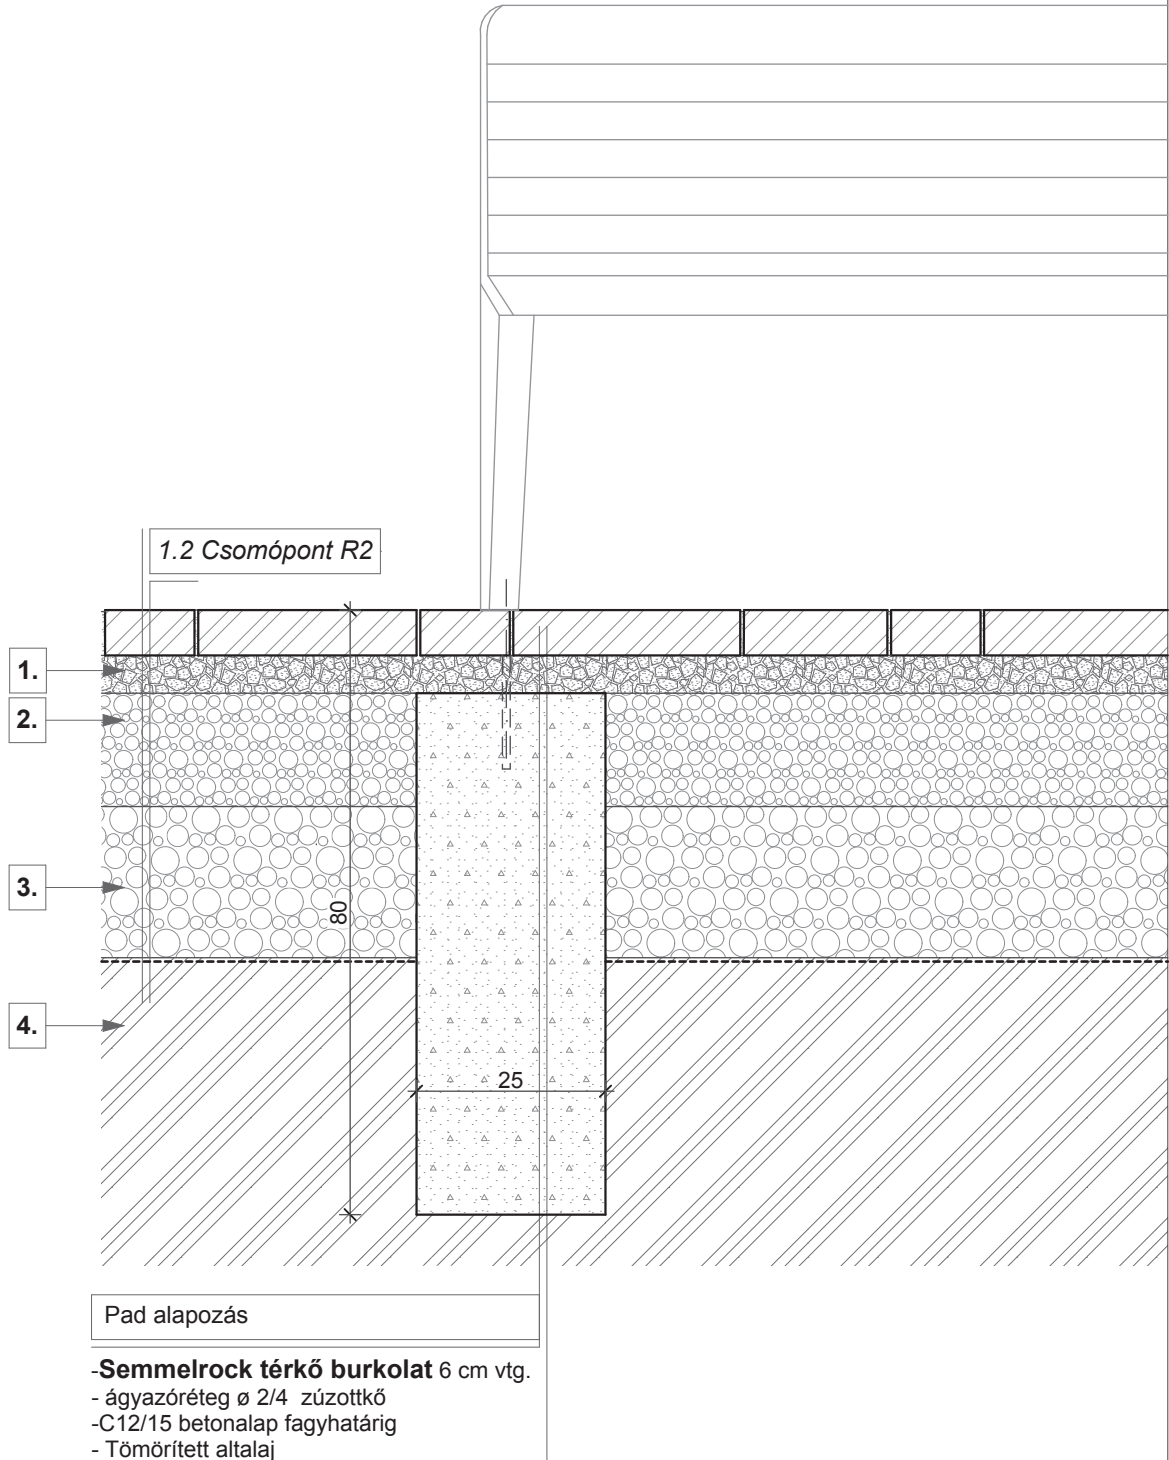 1.2 Csomópont R2
1.
2.
3.
80
4.
25
Pad alapozás
-Semmelrock térkő burkolat 6 cm vtg.
- ágyazóréteg ø 2/4 zúzottkő
-C12/15 betonalap fagyhatárig
- Tömörített altalaj